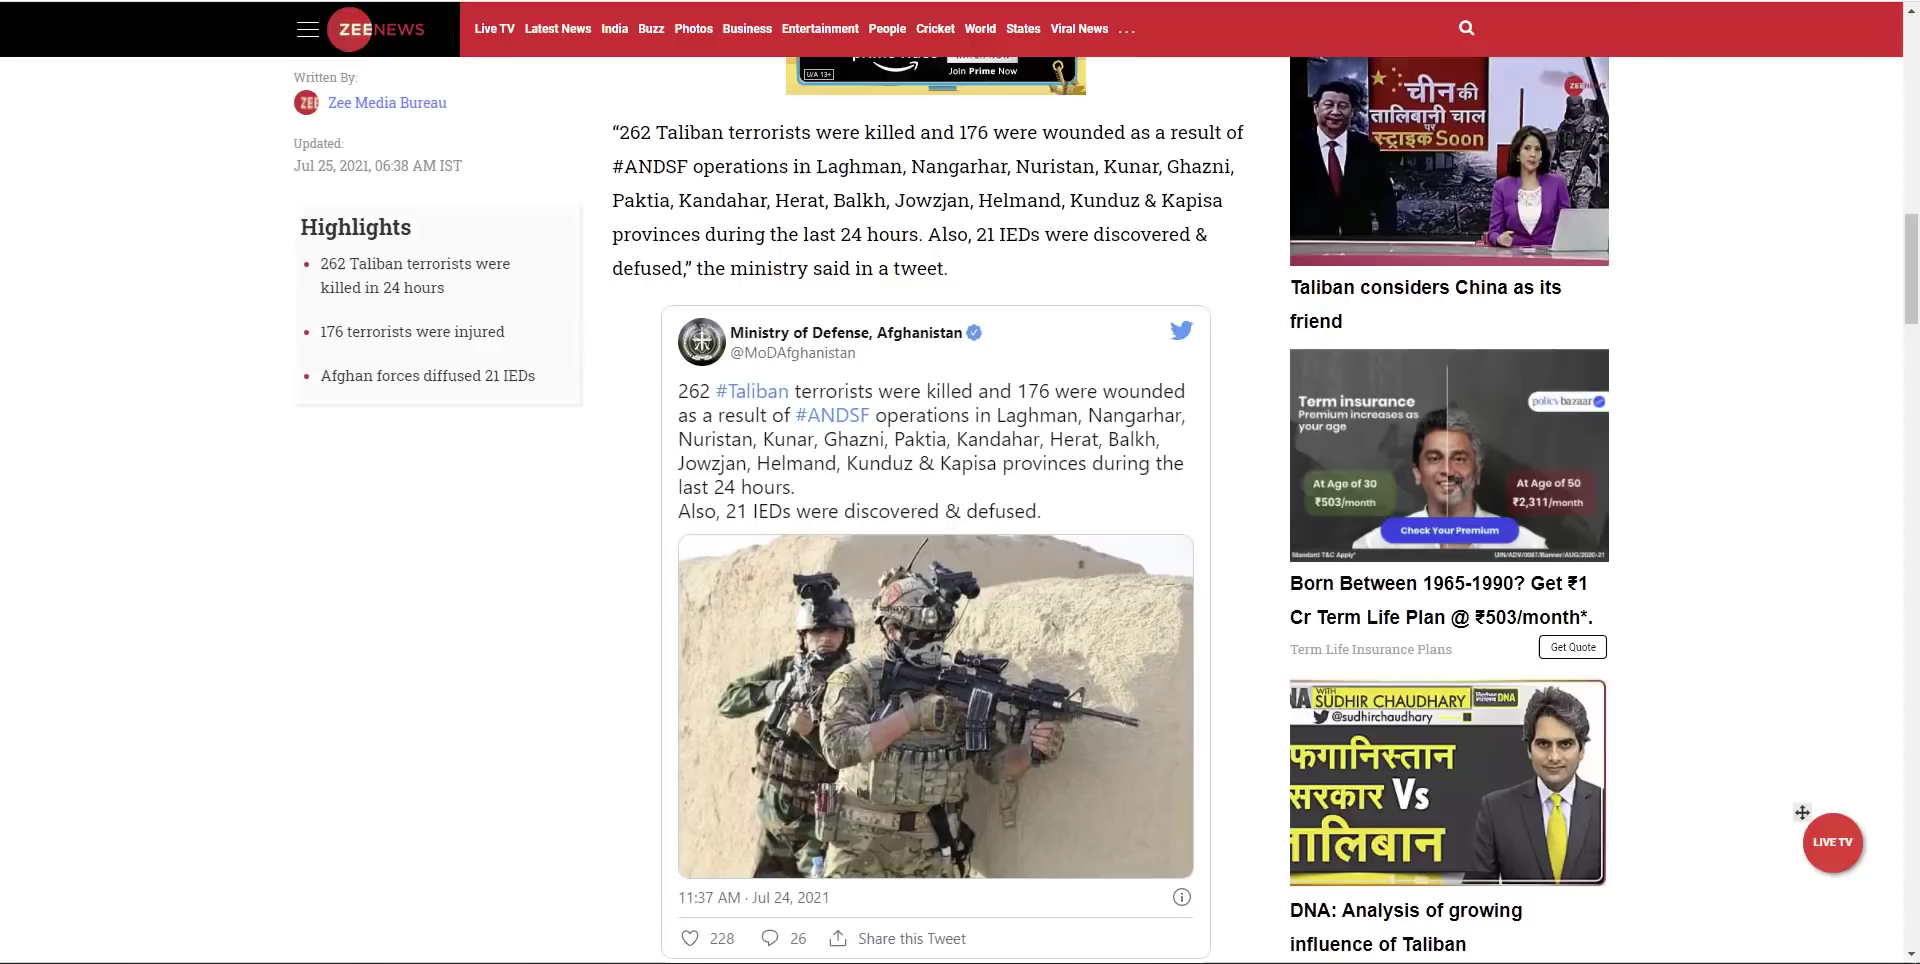 ZEENEWS
Live TV Latest News India Buzz Photos Business Entertainment People Cricket World States Viral News ...
Written By:
ZEE Zee Media Bureau
Updated:
Jul 25, 2021, 06:38 AM IST
Highlights
262 Taliban terrorists were
killed in 24 hours
176 terrorists were injured
Afghan forces diffused 21 IEDs
U/A 13+
Join Prime Now
“262 Taliban terrorists were killed and 176 were wounded as a result of
#ANDSF operations in Laghman, Nangarhar, Nuristan, Kunar, Ghazni,
Paktia, Kandahar, Herat, Balkh, Jowzjan, Helmand, Kunduz & Kapisa
provinces during the last 24 hours. Also, 21 IEDs were discovered &
defused,” the ministry said in a tweet.
Ministry of Defense, Afghanistan
@MoDAfghanistan
262 #Taliban terrorists were killed and 176 were wounded
as a result of #ANDSF operations in Laghman, Nangarhar,
Nuristan, Kunar, Ghazni, Paktia, Kandahar, Herat, Balkh,
Jowzjan, Helmand, Kunduz & Kapisa provinces during the
last 24 hours.
Also, 21 IEDs were discovered & defused.
11:37 AM · Jul 24, 2021
228 26 Share this Tweet
ZEENEWS
चीन की
तालिबानी चाल
पर
स्ट्राइक Soon
Taliban considers China as its
friend
Term insurance
Premium increases as
your age
policybazaar
At Age of 30
₹503/month
At Age of 50
₹2,311/month
Check Your Premium
Standard T&C Apply*
Born Between 1965-1990? Get ₹1
Cr Term Life Plan @ ₹503/month*.
Term Life Insurance Plans
Get Quote
NA WITH
SUDHIR CHAUDHARY
DNA
@sudhirchaudhary
फगानिस्तान
सरकार Vs
तालिबान
DNA: Analysis of growing
influence of Taliban
LIVE TV